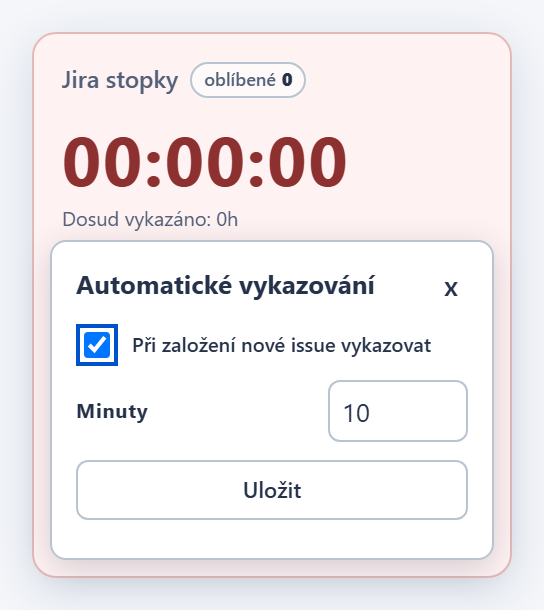 Jira stopky oblíbené 0
00:00:00
Dosud vykazáno: 0h
Automatické vykazování x
Při založení nové issue vykazovat
Minuty 10
Uložit